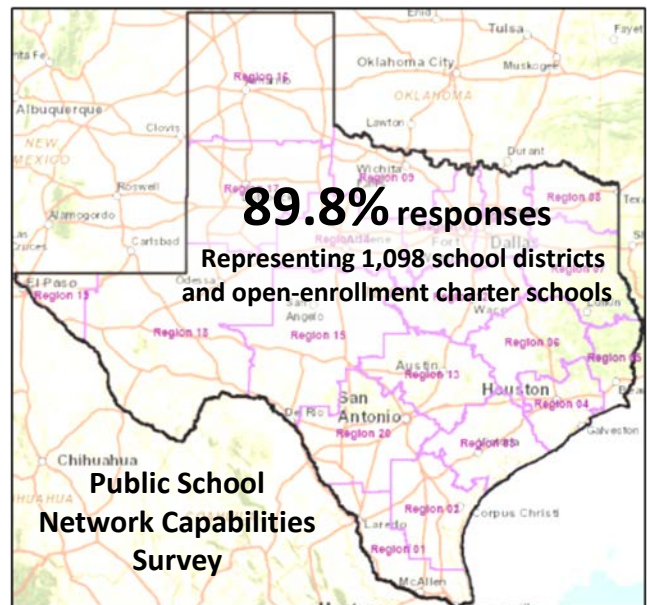 Enid
Tulsa
Fayet
Oklahoma City
Muskogee
Region 16
OKLAHOMA
Albuquerque
Clovis
Lawton
NEW
MEXICO
Durant
Wichita
Region 09
Roswell
Region 17
Region 08
89.8% responses
Alamogordo
Carlsbad
Fort
Dallas
Representing 1,098 school districts
El Paso
Odessa
and open-enrollment charter schools
Region 19
San
Angelo
Waco
Region 18
Region 15
Region 06
Austin
Region 13
Houston
San
Antonio
Region 04
Del Rio
Region 20
Galveston
Chihuahua
Public School
Network Capabilities
Survey
Region 02
Corpus Christi
Laredo
Region 01
McAllen